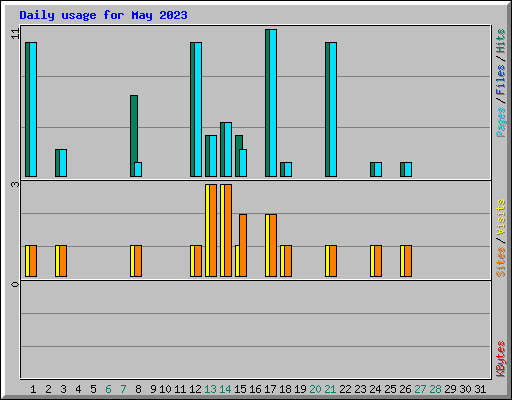 Daily usage for May 2023
11
3
0
Pages / Files / Hits
Sites / Visits
KBytes
1 2 3 4 5 6 7 8 9 10 11 12 13 14 15 16 17 18 19 20 21 22 23 24 25 26 27 28 29 30 31